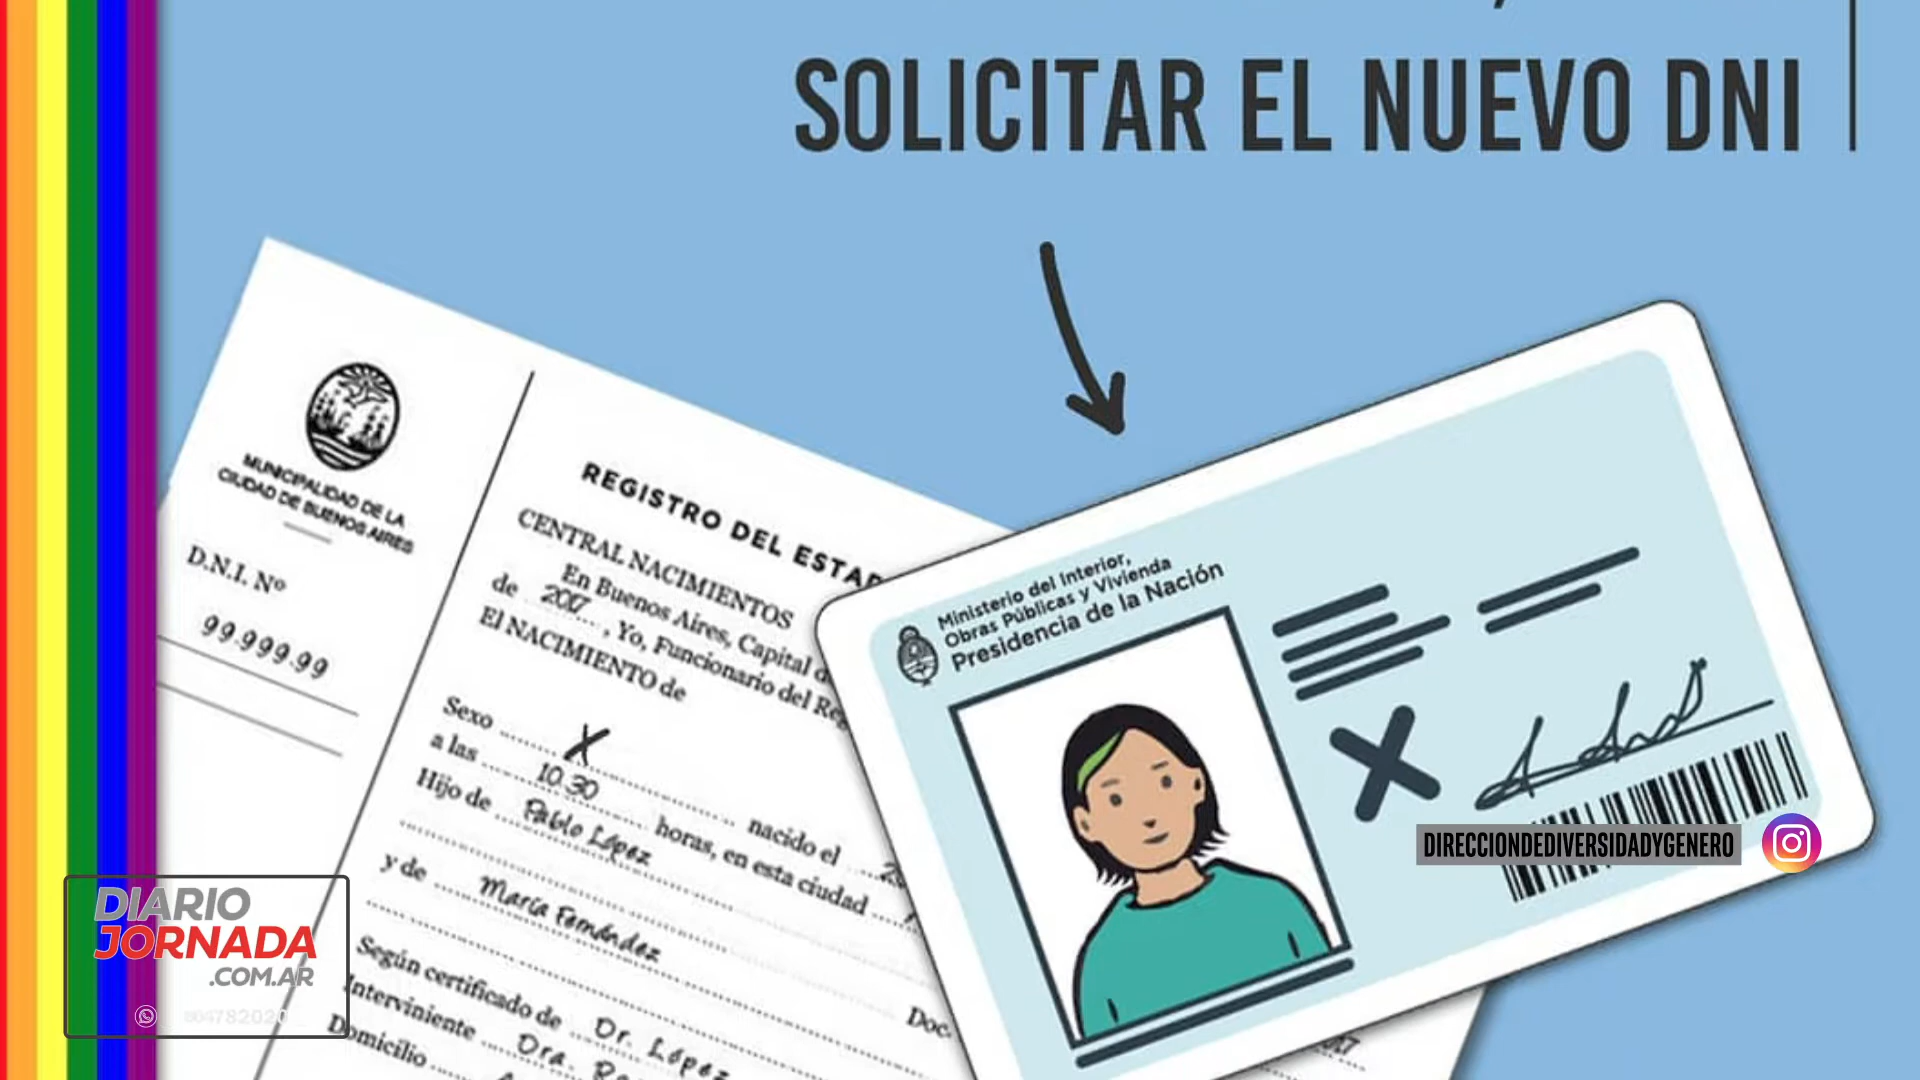 SOLICITAR EL NUEVO DNI
MUNICIPALIDAD DE LA
CIUDAD DE BUENOS AIRES
D.N.I. Nº
99.999.99
REGISTRO DEL
CENTRAL NACIMIENTOS
En Buenos Aires, Capital
de 2017, Yo, Funcionario del
El NACIMIENTO de
Sexo X
nacido el
a las 10.30 horas, en esta ciudad
Hijo de Pablo López
y de María Fernández
Según certificado de Dr. López
Doc.
Interviniente Dra.
Domicilio
Ministerio del Interior,
Obras Públicas y Vivienda
Presidencia de la Nación
X
DIRECCIONDEDIVERSIDADYGENERO
DIARIO
JORNADA
.COM.AR